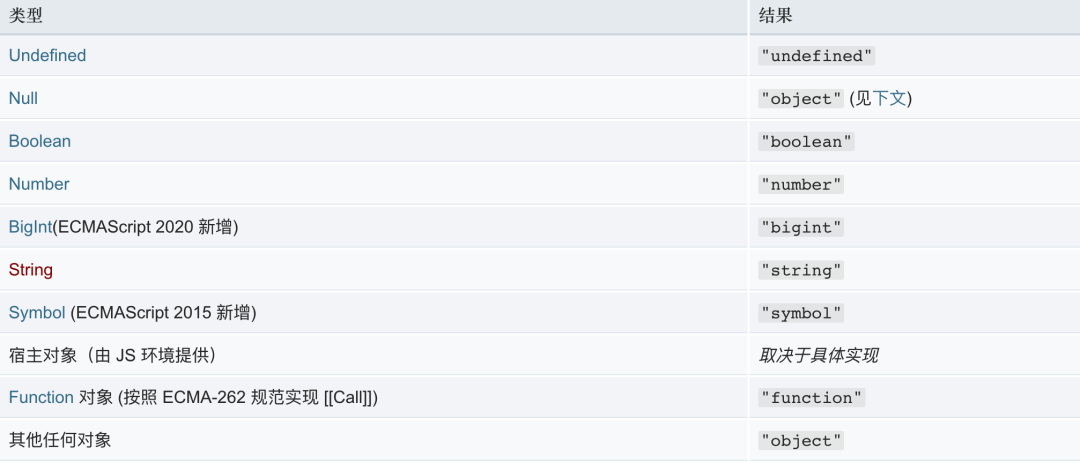 类型 结果
Undefined "undefined"
Null "object" (见下文)
Boolean "boolean"
Number "number"
BigInt(ECMAScript 2020 新增) "bigint"
String "string"
Symbol (ECMAScript 2015 新增) "symbol"
宿主对象（由 JS 环境提供） 取决于具体实现
Function 对象 (按照 ECMA-262 规范实现 [[Call]]) "function"
其他任何对象 "object"